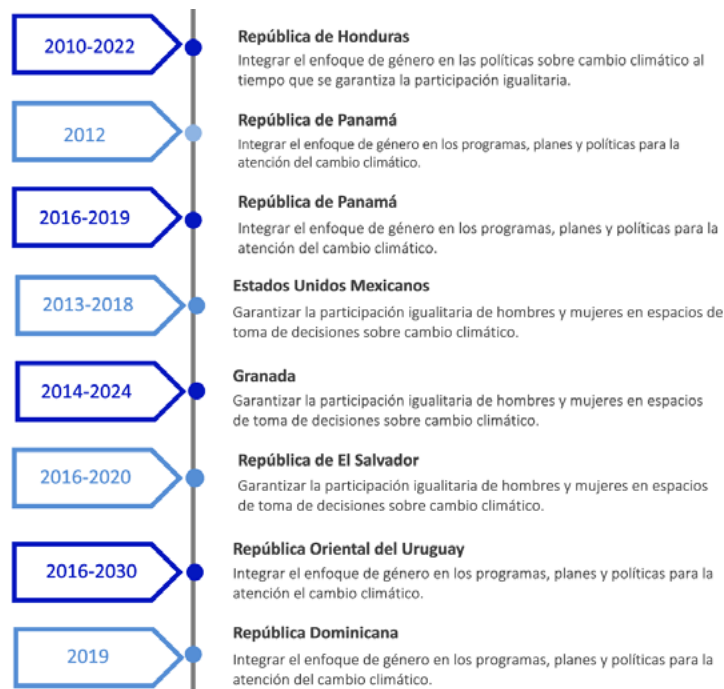 2010-2022
República de Honduras
Integrar el enfoque de género en las políticas sobre cambio climático al
tiempo que se garantiza la participación igualitaria.
2012
República de Panamá
Integrar el enfoque de género en los programas, planes y políticas para la
atención del cambio climático.
2016-2019
República de Panamá
Integrar el enfoque de género en los programas, planes y políticas para la
atención del cambio climático.
2013-2018
Estados Unidos Mexicanos
Garantizar la participación igualitaria de hombres y mujeres en espacios de
toma de decisiones sobre cambio climático.
2014-2024
Granada
Garantizar la participación igualitaria de hombres y mujeres en espacios
de toma de decisiones sobre cambio climático.
2016-2020
República de El Salvador
Garantizar la participación igualitaria de hombres y mujeres en espacios
de toma de decisiones sobre cambio climático.
2016-2030
República Oriental del Uruguay
Integrar el enfoque de género en los programas, planes y políticas para la
atención el cambio climático.
2019
República Dominicana
Integrar el enfoque de género en los programas, planes y políticas para la
atención del cambio climático.